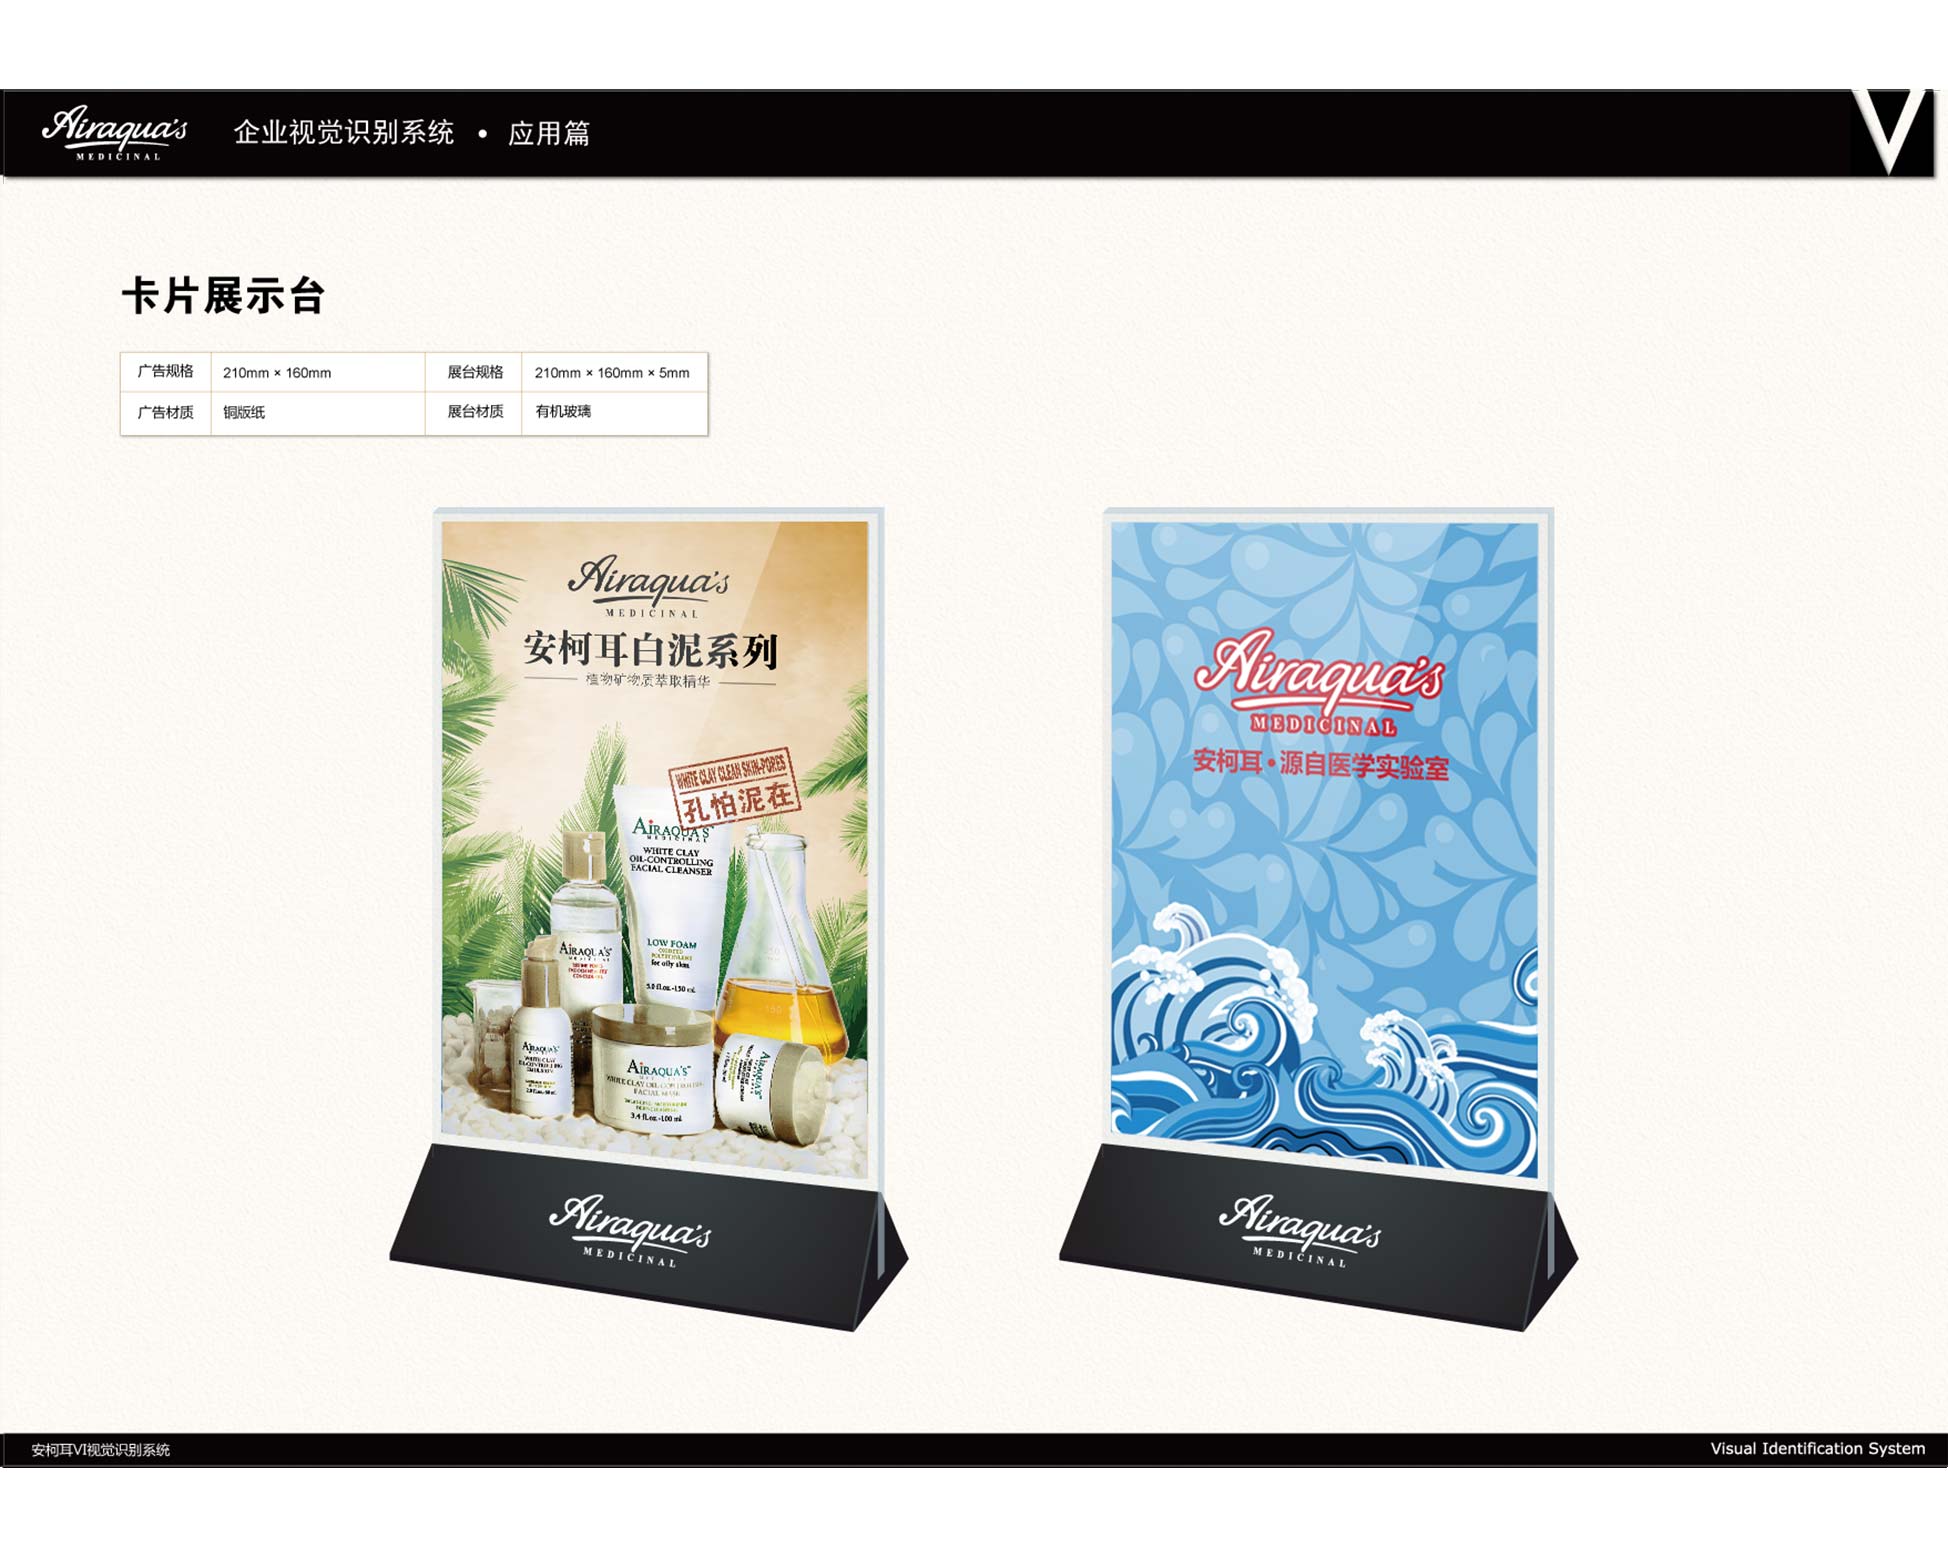 Airaqua's
MEDICINAL
企业视觉识别系统 • 应用篇
V
卡片展示台
广告规格 210mm × 160mm 展台规格 210mm × 160mm × 5mm
广告材质 铜版纸 展台材质 有机玻璃
Airaqua's
MEDICINAL
安柯耳白泥系列
植物矿物质萃取精华
WHITE CLAY CLEAN SKIN-PORES
孔怕泥在
AIRAQUA'S
MEDICINAL
WHITE CLAY
OIL-CONTROLLING
FACIAL CLEANSER
LOW FOAM
for oily skin
5.0 fl.oz.-150 ml
AIRAQUA'S
AIRAQUA'S
WHITE CLAY
OIL-CONTROLLING
EMULSION
AIRAQUA'S
WHITE CLAY OIL-CONTROLLING
FACIAL MASK
3.4 fl.oz.-100 ml
AIRAQUA'S
Airaqua's
MEDICINAL
Airaqua's
MEDICINAL
安柯耳•源自医学实验室
Airaqua's
MEDICINAL
安柯耳VI视觉识别系统
Visual Identification System